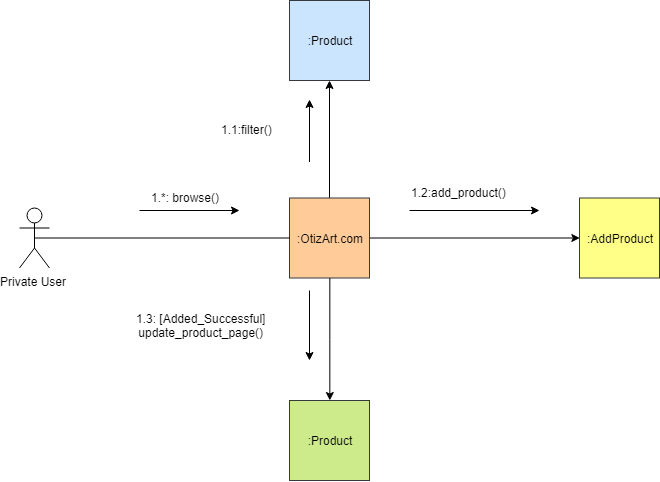 :Product
1.1:filter()
1.*: browse()
1.2:add_product()
:OtizArt.com
:AddProduct
Private User
1.3: [Added_Successful]
update_product_page()
:Product